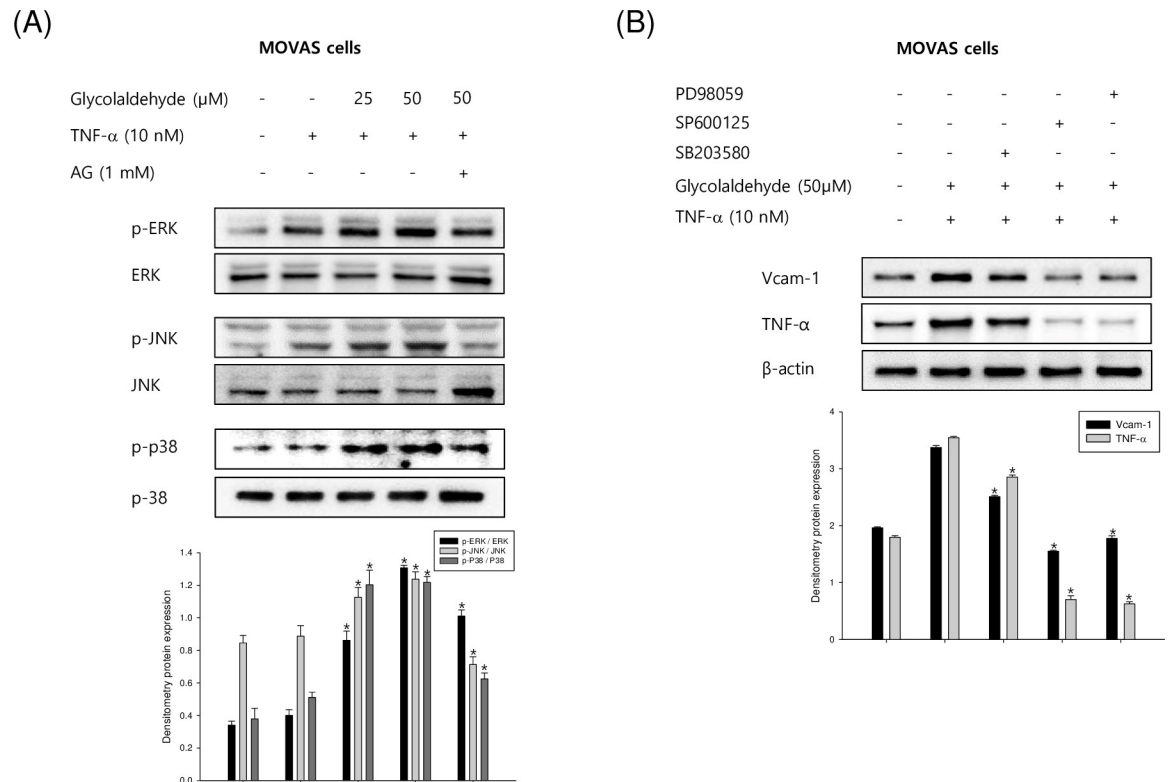 (A)
MOVAS cells
Glycolaldehyde (μM) - - 25 50 50
TNF-α (10 nM) - + + + +
AG (1 mM) - - - - +
p-ERK
ERK
p-JNK
JNK
p-p38
p-38
p-ERK / ERK
p-JNK / JNK
p-P38 / P38
Densitometry protein expression
1.4
1.2
1.0
0.8
0.6
0.4
0.2
0.0
* * *
* * *
* * *
(B)
MOVAS cells
PD98059 - - - - +
SP600125 - - - + -
SB203580 - - + - -
Glycolaldehyde (50μM) - + + + +
TNF-α (10 nM) - + + + +
Vcam-1
TNF-α
β-actin
Vcam-1
TNF-α
Densitometry protein expression
4
3
2
1
0
* *
* *
* *